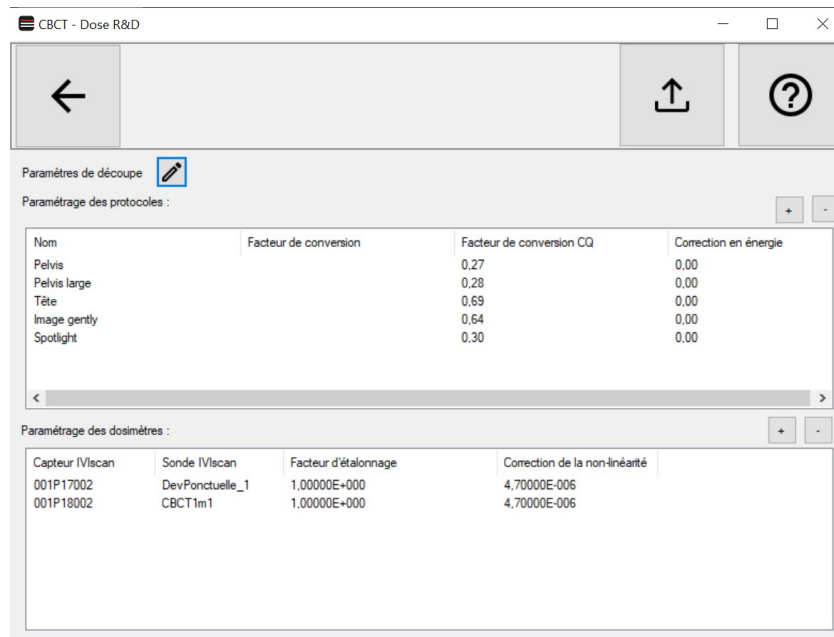 CBCT - Dose R&D
Paramètres de découpe
Paramétrage des protocoles :
+ -
Nom Facteur de conversion Facteur de conversion CQ Correction en énergie
Pelvis 0,27 0,00
Pelvis large 0,28 0,00
Tête 0,69 0,00
Image gently 0,64 0,00
Spotlight 0,30 0,00
Paramétrage des dosimètres :
+ -
Capteur IVIscan Sonde IVIscan Facteur d'étalonnage Correction de la non-linéarité
001P17002 DevPonctuelle_1 1,00000E+000 4,70000E-006
001P18002 CBCT1m1 1,00000E+000 4,70000E-006